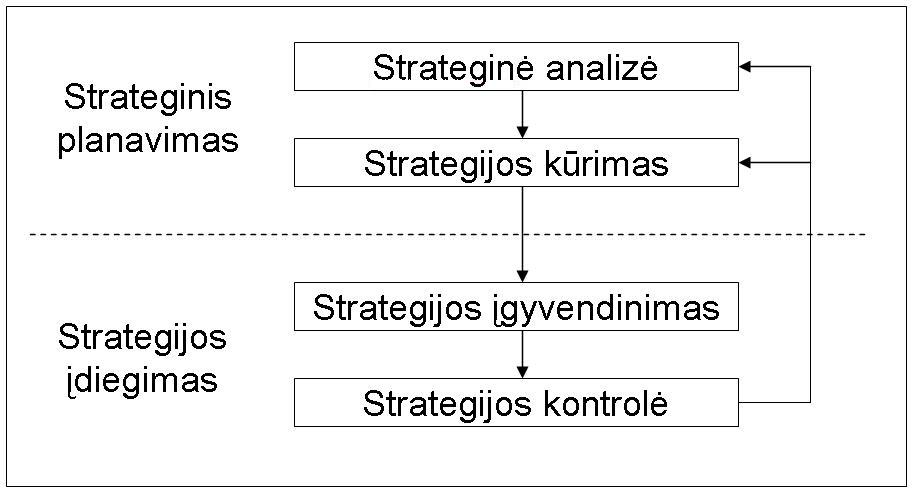 Strateginis
planavimas
Strateginė analizė
Strategijos kūrimas
Strategijos
įdiegimas
Strategijos įgyvendinimas
Strategijos kontrolė